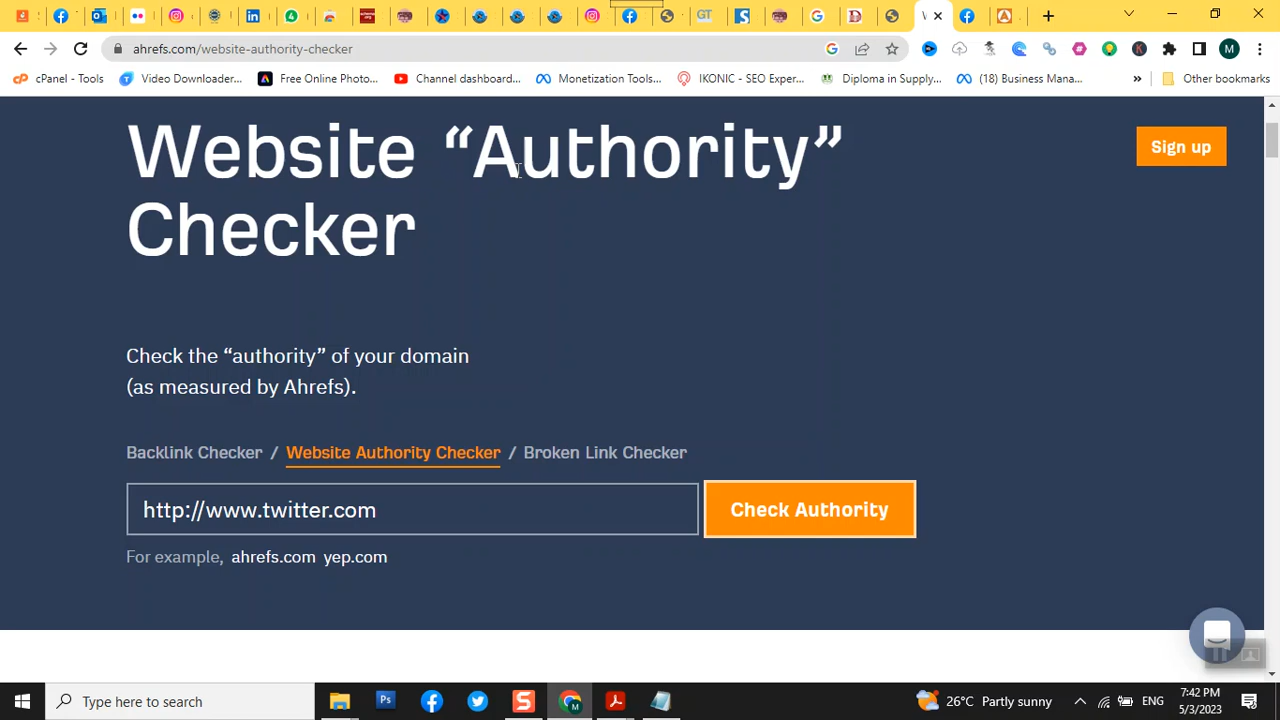 ahrefs.com/website-authority-checker
M
cPanel - Tools
Video Downloader...
Free Online Photo...
Channel dashboard...
Monetization Tools...
IKONIC - SEO Exper...
Diploma in Supply...
(18) Business Mana...
»
Other bookmarks
Website “Authority”
Checker
Sign up
Check the “authority” of your domain
(as measured by Ahrefs).
Backlink Checker / Website Authority Checker / Broken Link Checker
http://www.twitter.com
Check Authority
For example, ahrefs.com yep.com
Type here to search
26°C Partly sunny
ENG
7:42 PM
5/3/2023